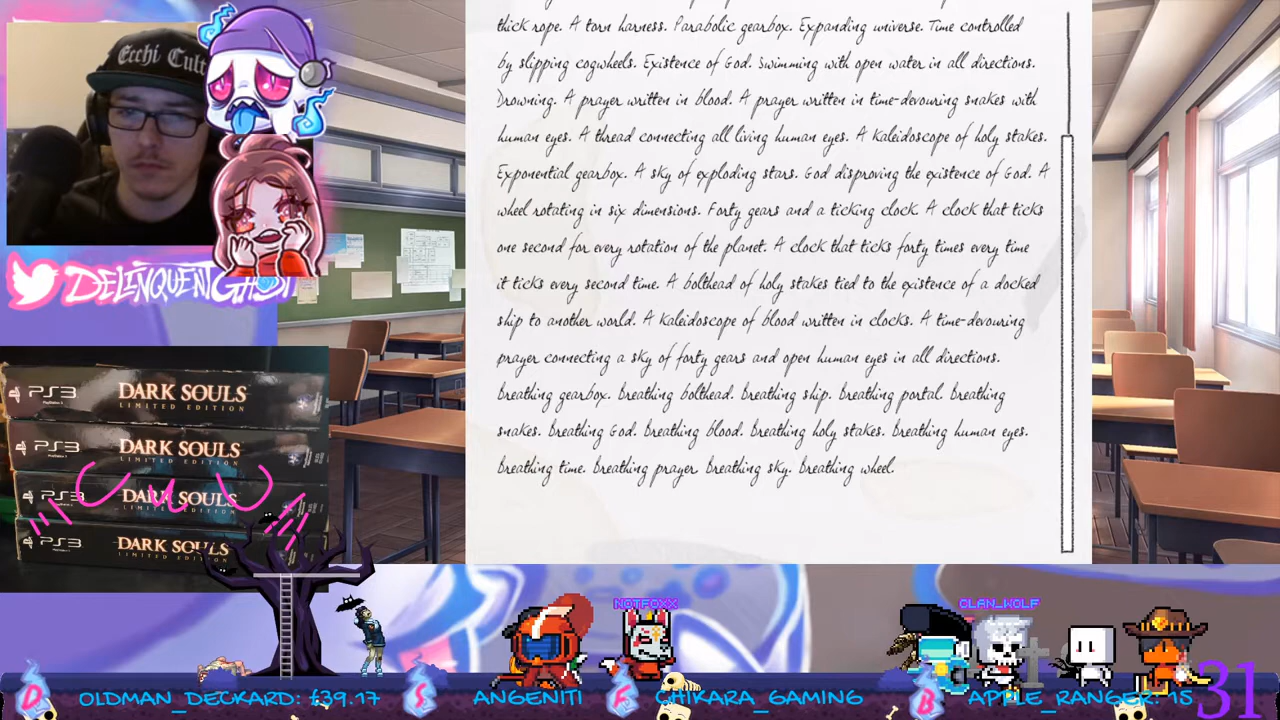 thick rope. A torn harness. Parabolic gearbox. Expanding universe. Time controlled
by slipping cogwheels. Existence of God. Swimming with open water in all directions.
Drowning. A prayer written in blood. A prayer written in time-devouring snakes with
human eyes. A thread connecting all living human eyes. A kaleidoscope of holy stakes.
Exponential gearbox. A sky of exploding stars. God disproving the existence of God. A
wheel rotating in six dimensions. Forty gears and a ticking clock. A clock that ticks
one second for every rotation of the planet. A clock that ticks forty times every time
it ticks every second time. A bolthead of holy stakes tied to the existence of a docked
ship to another world. A kaleidoscope of blood written in clocks. A time-devouring
prayer connecting a sky of forty gears and open human eyes in all directions.
Breathing gearbox. Breathing bolthead. Breathing ship. Breathing portal. Breathing
snakes. Breathing God. Breathing blood. Breathing holy stakes. Breathing human eyes.
Breathing time. Breathing prayer. Breathing sky. Breathing wheel.
Ecchi Cult
DELINQUENTGHOST
PS3 DARK SOULS
LIMITED EDITION
PS3 DARK SOULS
LIMITED EDITION
PS3 DARK SOULS
LIMITED EDITION
PS3 DARK SOULS
LIMITED EDITION
NOTFOXX
CLAN_WOLF
D OLDMAN_DECKARD: £39.17 S ANGENITI F CHIKARA_GAMING B APPLE_RANGER: 15
31